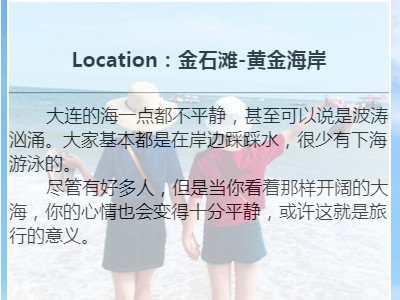 Location：金石滩-黄金海岸
大连的海一点都不平静，甚至可以说是波涛
汹涌。大家基本都是在岸边踩踩水，很少有下海
游泳的。
尽管有好多人，但是当你看着那样开阔的大
海，你的心情也会变得十分平静，或许这就是旅
行的意义。